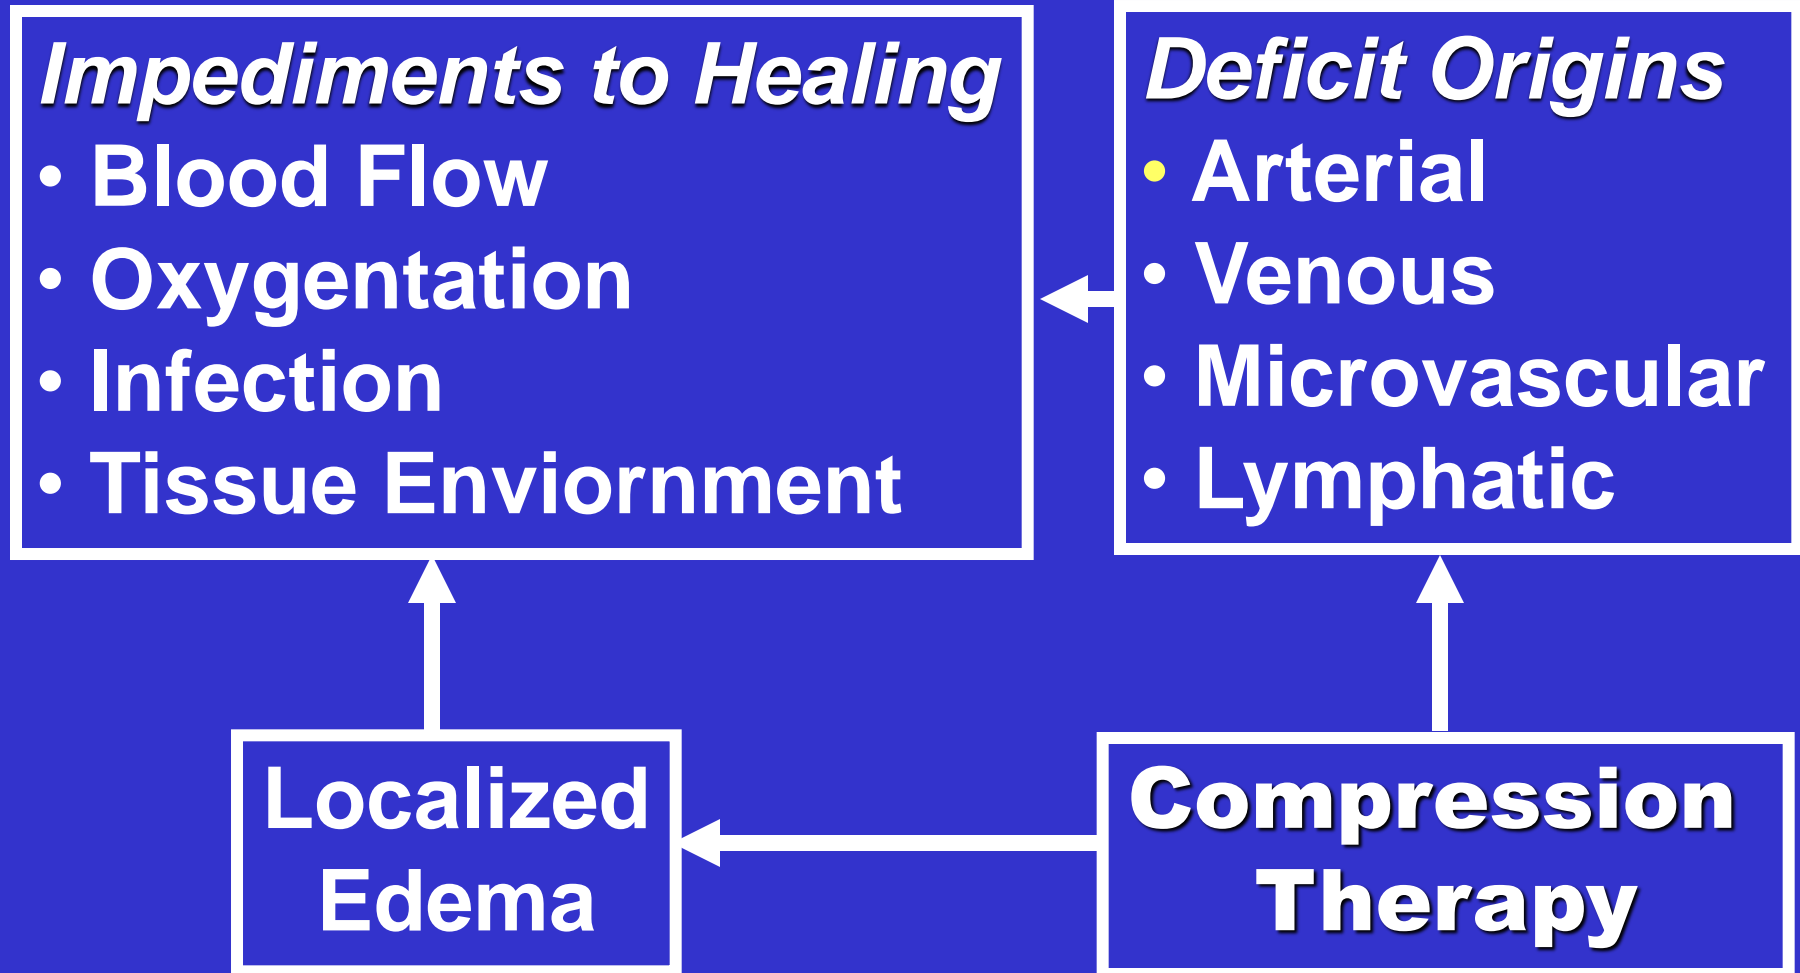 Impediments to Healing
• Blood Flow
• Oxygentation
• Infection
• Tissue Enviornment
Deficit Origins
• Arterial
• Venous
• Microvascular
• Lymphatic
Localized
Edema
Compression
Therapy